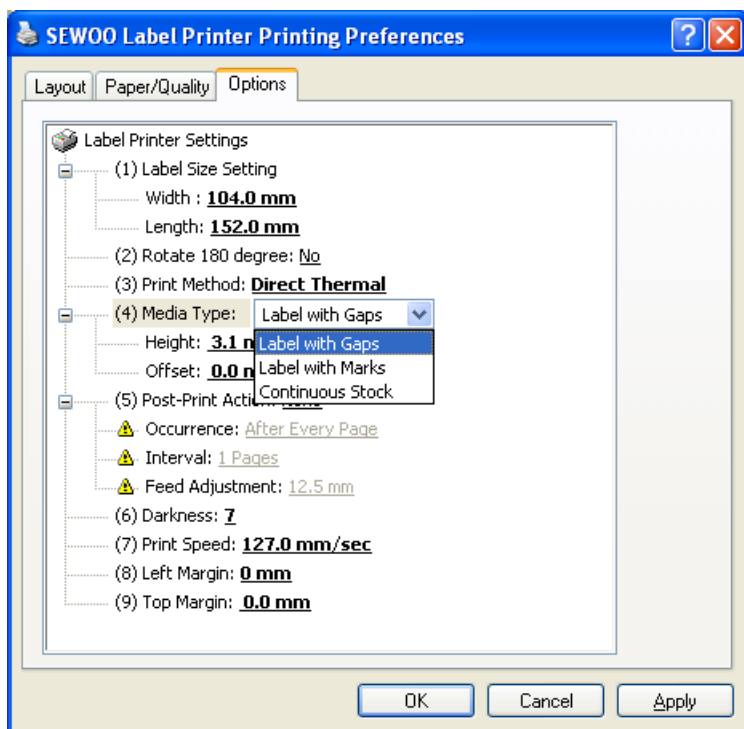 SEWOO Label Printer Printing Preferences
Layout Paper/Quality Options
Label Printer Settings
(1) Label Size Setting
Width : 104.0 mm
Length: 152.0 mm
(2) Rotate 180 degree: No
(3) Print Method: Direct Thermal
(4) Media Type: Label with Gaps
Height: 3.1 Label with Gaps
Offset: 0.0 Label with Marks
Continuous Stock
(5) Post-Print
Occurrence: After Every Page
Interval: 1 Pages
Feed Adjustment: 12.5 mm
(6) Darkness: 7
(7) Print Speed: 127.0 mm/sec
(8) Left Margin: 0 mm
(9) Top Margin: 0.0 mm
OK Cancel Apply